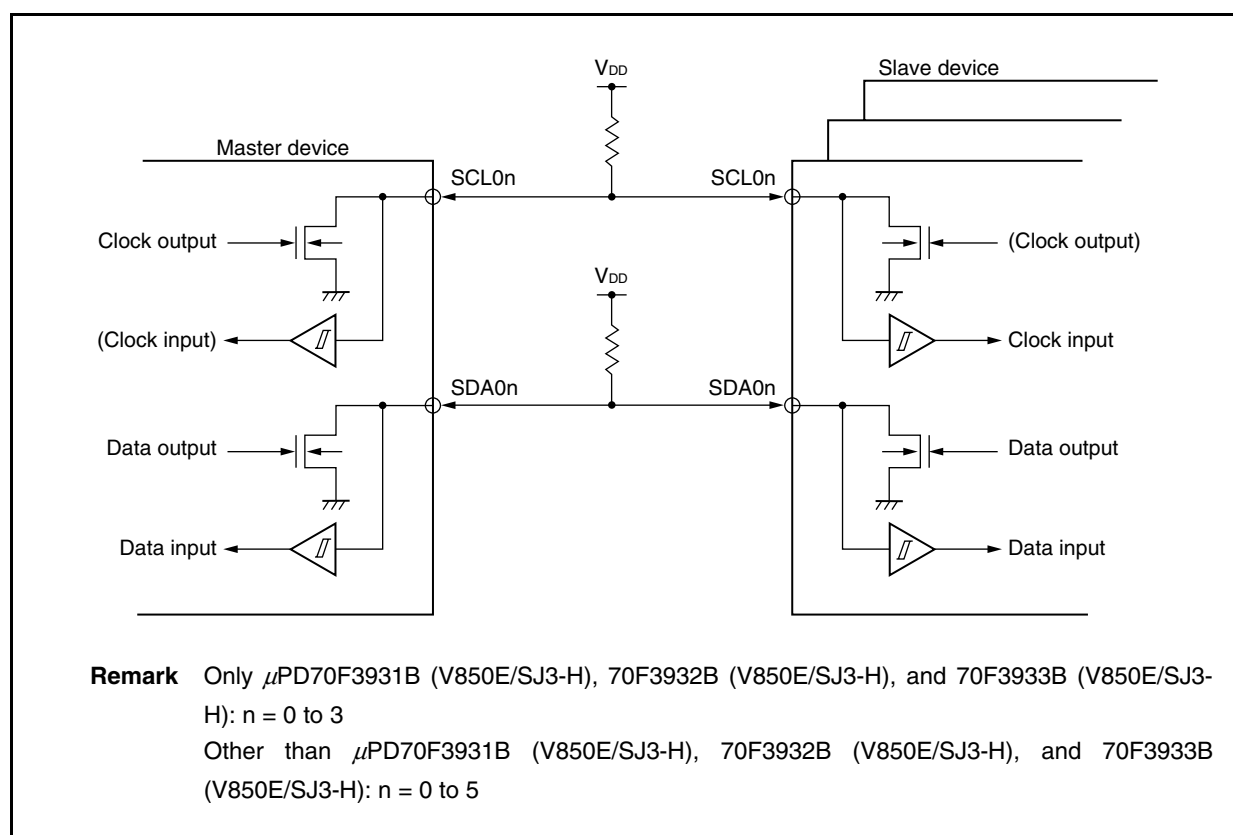 VDD
Slave device
Master device
SCL0n
SCL0n
Clock output
(Clock output)
VDD
(Clock input)
Clock input
SDA0n
SDA0n
Data output
Data output
Data input
Data input
Remark Only μPD70F3931B (V850E/SJ3-H), 70F3932B (V850E/SJ3-H), and 70F3933B (V850E/SJ3-
H): n = 0 to 3
Other than μPD70F3931B (V850E/SJ3-H), 70F3932B (V850E/SJ3-H), and 70F3933B
(V850E/SJ3-H): n = 0 to 5